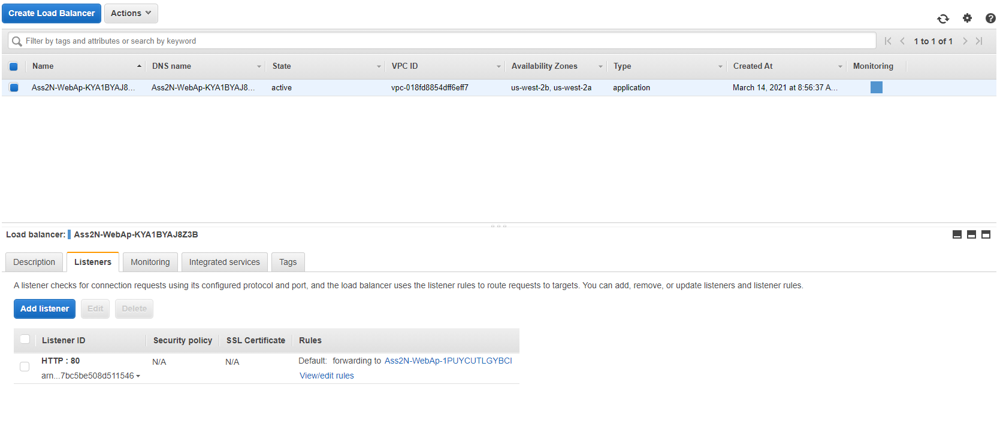 Create Load Balancer Actions
Filter by tags and attributes or search by keyword 1 to 1 of 1
Name DNS name State VPC ID Availability Zones Type Created At Monitoring
Ass2N-WebAp-KYA1BYAJ8... Ass2N-WebAp-KYA1BYAJ8... active vpc-018fd8854dff6eff7 us-west-2b, us-west-2a application March 14, 2021 at 8:56:37 A...
Load balancer: Ass2N-WebAp-KYA1BYAJ8Z3B
Description Listeners Monitoring Integrated services Tags
A listener checks for connection requests using its configured protocol and port, and the load balancer uses the listener rules to route requests to targets. You can add, remove, or update listeners and listener rules.
Add listener Edit Delete
Listener ID Security policy SSL Certificate Rules
HTTP : 80 N/A N/A Default: forwarding to Ass2N-WebAp-1PUYCUTLGYBCI
arn...7bc5be508d511546 View/edit rules